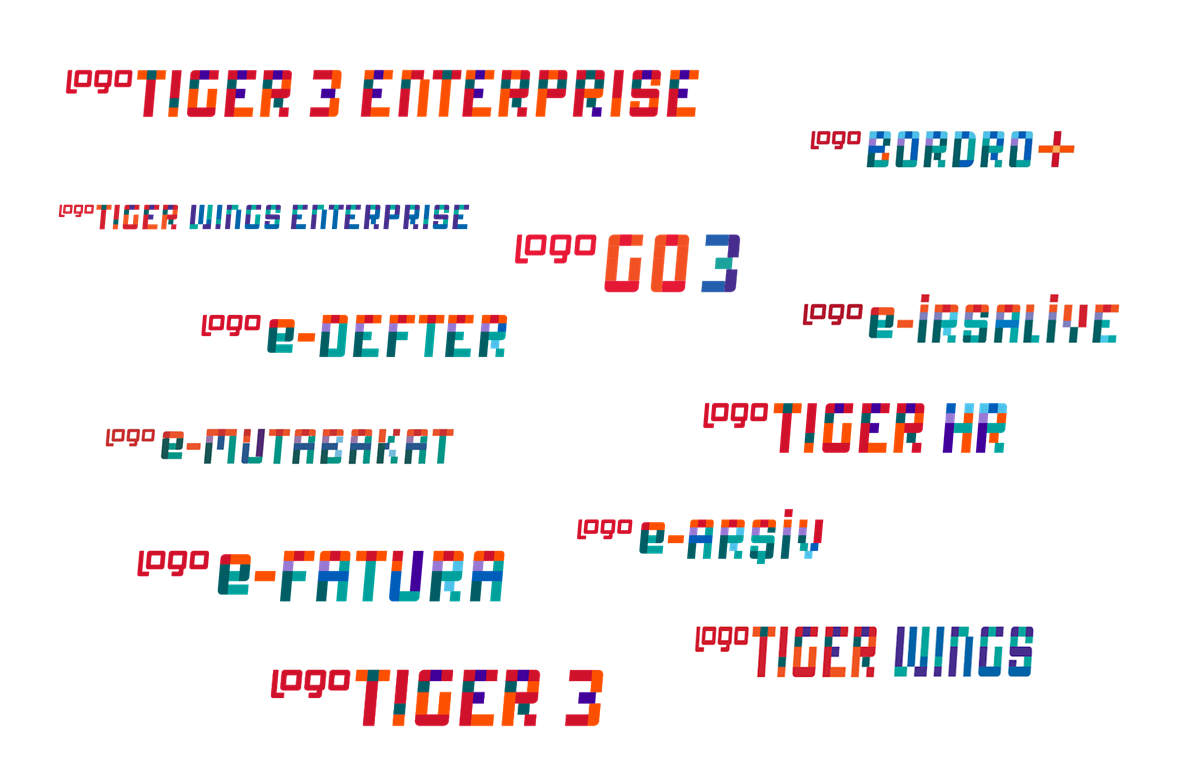 LOGO TIGER 3 ENTERPRISE
LOGO BORDRO+
LOGO TIGER WINGS ENTERPRISE
LOGO GO 3
LOGO e-İRSALİYE
LOGO e-DEFTER
LOGO TIGER HR
LOGO e-MUTABAKAT
LOGO e-ARŞİV
LOGO e-FATURA
LOGO TIGER WINGS
LOGO TIGER 3